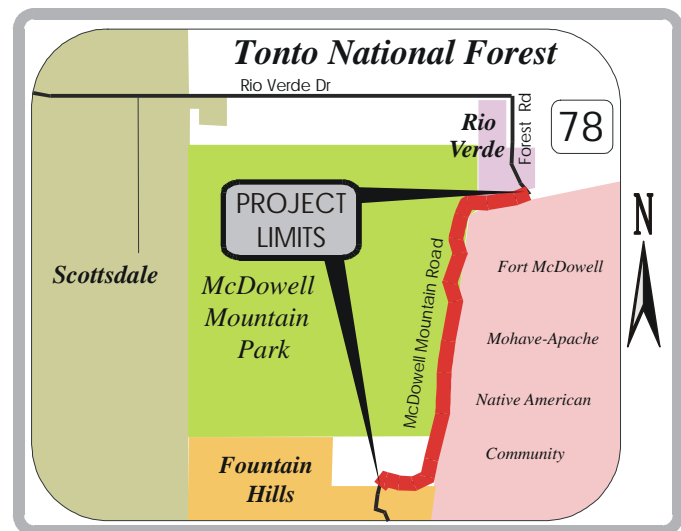 Tonto National Forest
Rio Verde Dr
Rio
Verde
Forest Rd
78
PROJECT
LIMITS
N
Scottsdale
McDowell
Mountain
Park
McDowell Mountain Road
Fort McDowell
Mohave-Apache
Native American
Community
Fountain
Hills